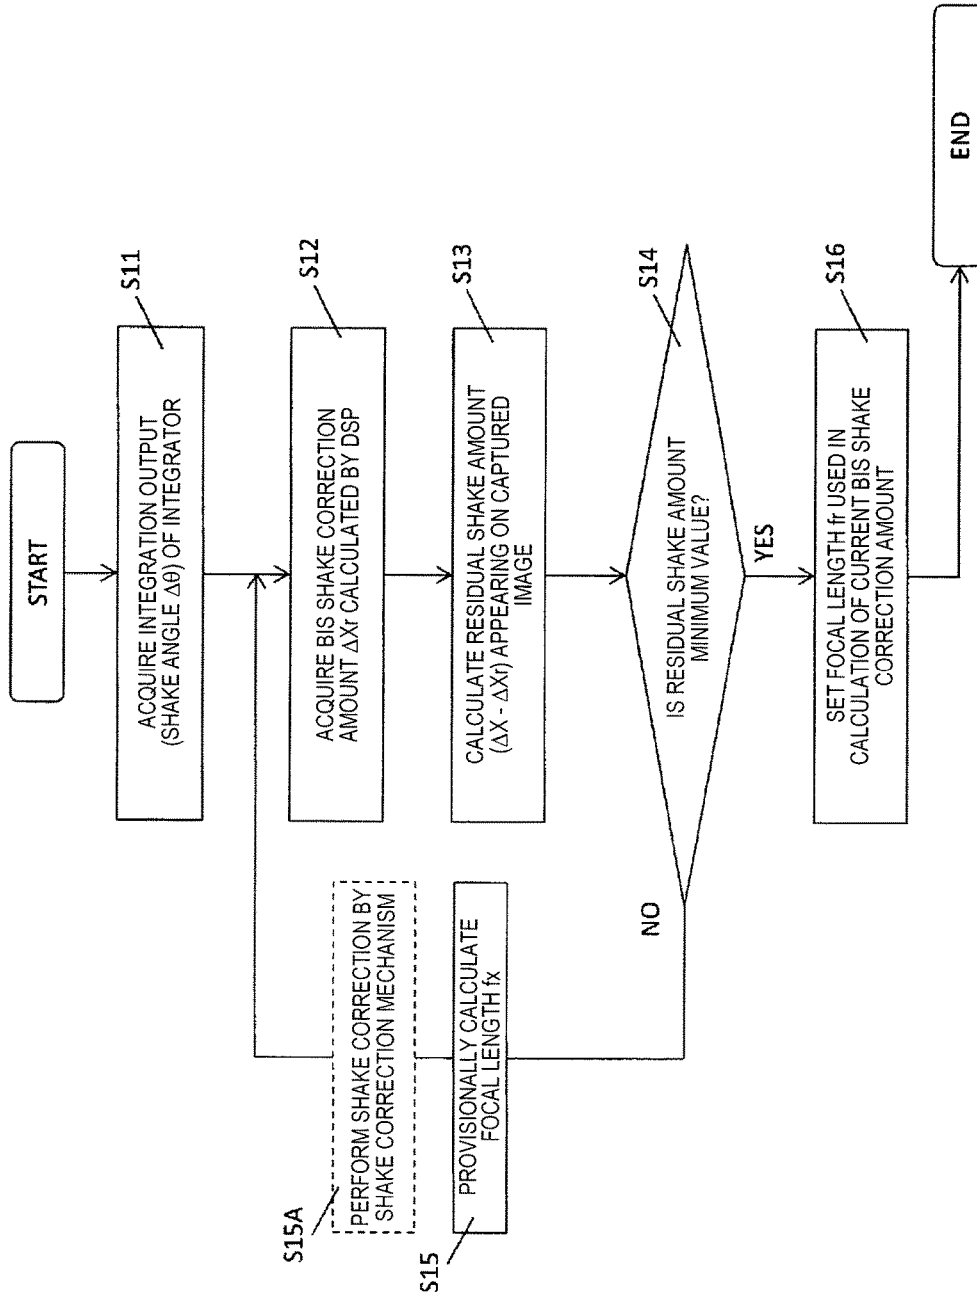 START
S11
ACQUIRE INTEGRATION OUTPUT
(SHAKE ANGLE Δθ) OF INTEGRATOR
S12
ACQUIRE BIS SHAKE CORRECTION
AMOUNT ΔXr CALCULATED BY DSP
S13
CALCULATE RESIDUAL SHAKE AMOUNT
(ΔX - ΔXr) APPEARING ON CAPTURED
IMAGE
S14
IS RESIDUAL SHAKE AMOUNT
MINIMUM VALUE?
NO
YES
S15
PROVISIONALLY CALCULATE
FOCAL LENGTH fx
S15A
PERFORM SHAKE CORRECTION BY
SHAKE CORRECTION MECHANISM
S16
SET FOCAL LENGTH fr USED IN
CALCULATION OF CURRENT BIS SHAKE
CORRECTION AMOUNT
END